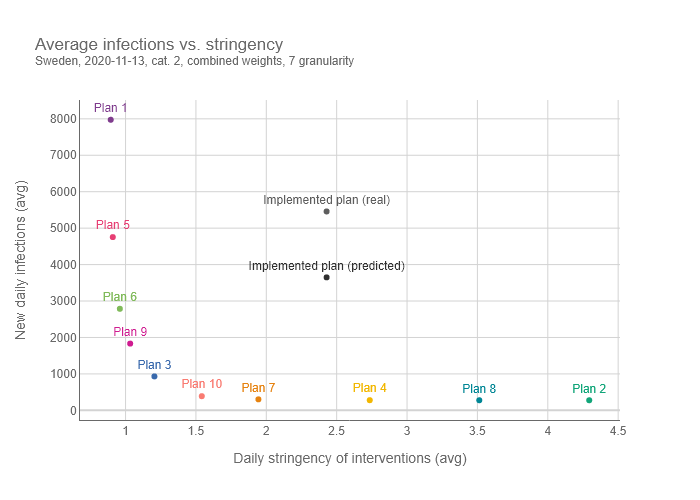 Average infections vs. stringency
Sweden, 2020-11-13, cat. 2, combined weights, 7 granularity
Plan 1
8000
7000
6000
Implemented plan (real)
Plan 5
5000
4000
Implemented plan (predicted)
Plan 6
3000
Plan 9
2000
Plan 3
1000
Plan 10
Plan 7
Plan 4
Plan 8
Plan 2
0
1
1.5
2
2.5
3
3.5
4
4.5
New daily infections (avg)
Daily stringency of interventions (avg)